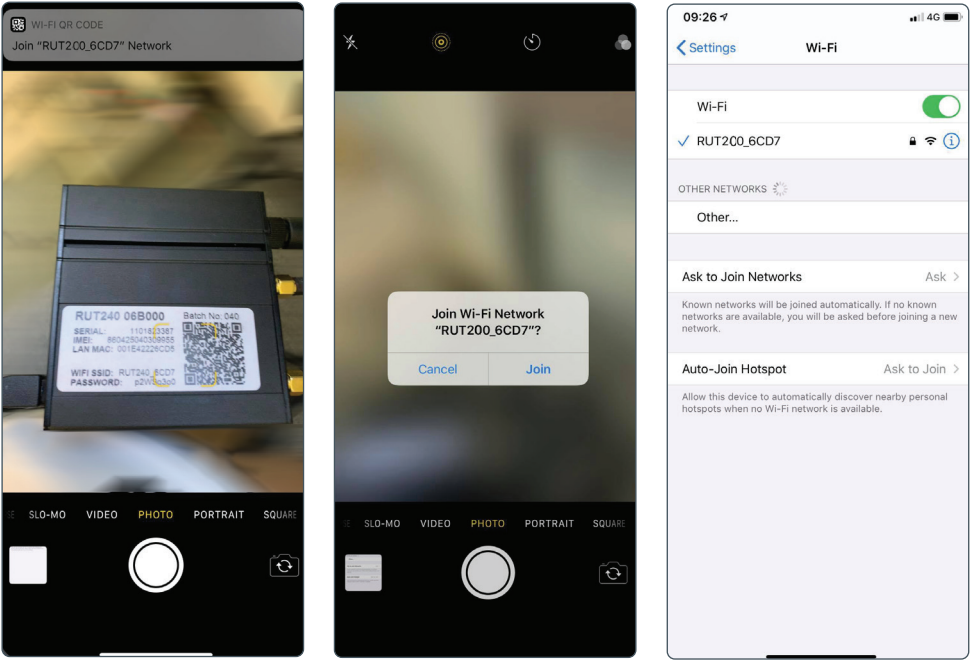 WI-FI QR CODE
Join "RUT200_6CD7" Network
RUT240 06B000 Batch No: 040
SERIAL:
IMEI:
LAN MAC: 001E42226CD5
WIFI SSID: RUT240_6CD7
PASSWORD:
SLO-MO VIDEO PHOTO PORTRAIT SQUARE
Join Wi-Fi Network
"RUT200_6CD7"?
Cancel Join
SLO-MO VIDEO PHOTO PORTRAIT SQUARE
09:26 4G
Settings Wi-Fi
Wi-Fi
RUT200_6CD7
OTHER NETWORKS
Other...
Ask to Join Networks Ask
Known networks will be joined automatically. If no known
networks are available, you will be asked before joining a new
network.
Auto-Join Hotspot Ask to Join
Allow this device to automatically discover nearby personal
hotspots when no Wi-Fi network is available.